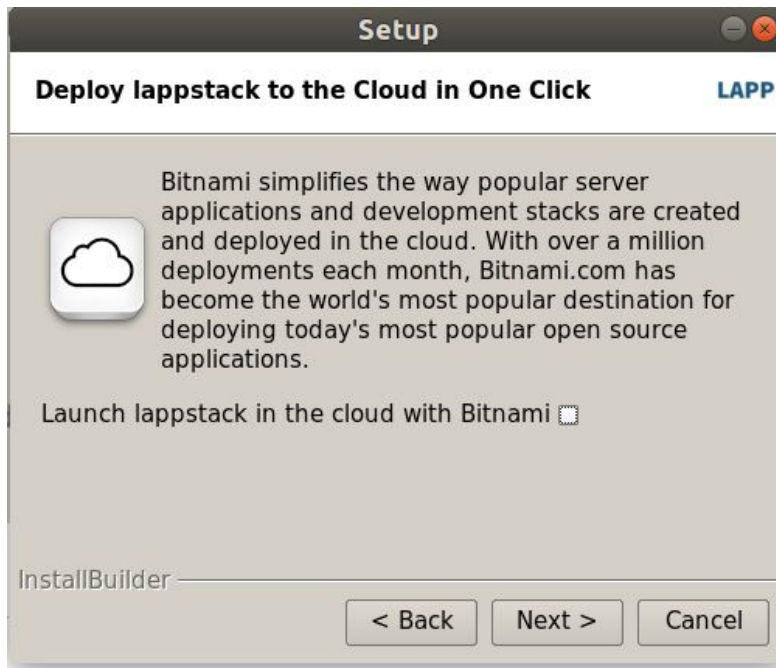 Setup
Deploy lappstack to the Cloud in One Click
LAPP
Bitnami simplifies the way popular server
applications and development stacks are created
and deployed in the cloud. With over a million
deployments each month, Bitnami.com has
become the world's most popular destination for
deploying today's most popular open source
applications.
Launch lappstack in the cloud with Bitnami
InstallBuilder
< Back
Next >
Cancel